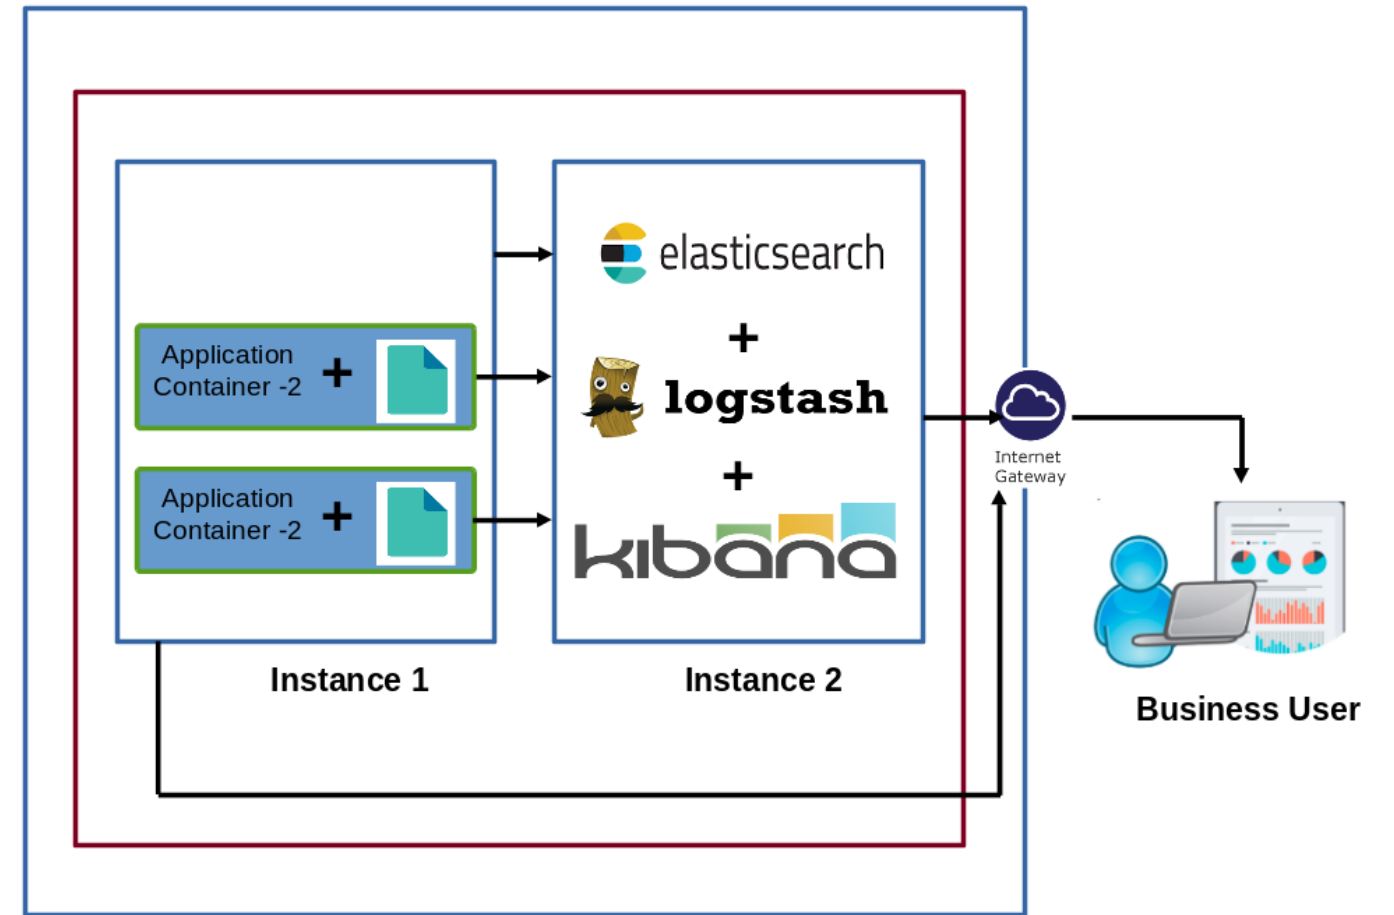 elasticsearch
+
Application
Container -2
+
logstash
+
Application
Container -2
+
kibana
Internet
Gateway
Instance 1
Instance 2
Business User